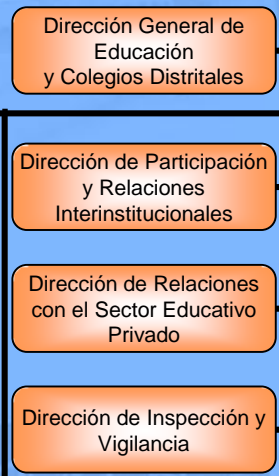 Dirección General de
Educación
y Colegios Distritales
Dirección de Participación
y Relaciones
Interinstitucionales
Dirección de Relaciones
con el Sector Educativo
Privado
Dirección de Inspección y
Vigilancia